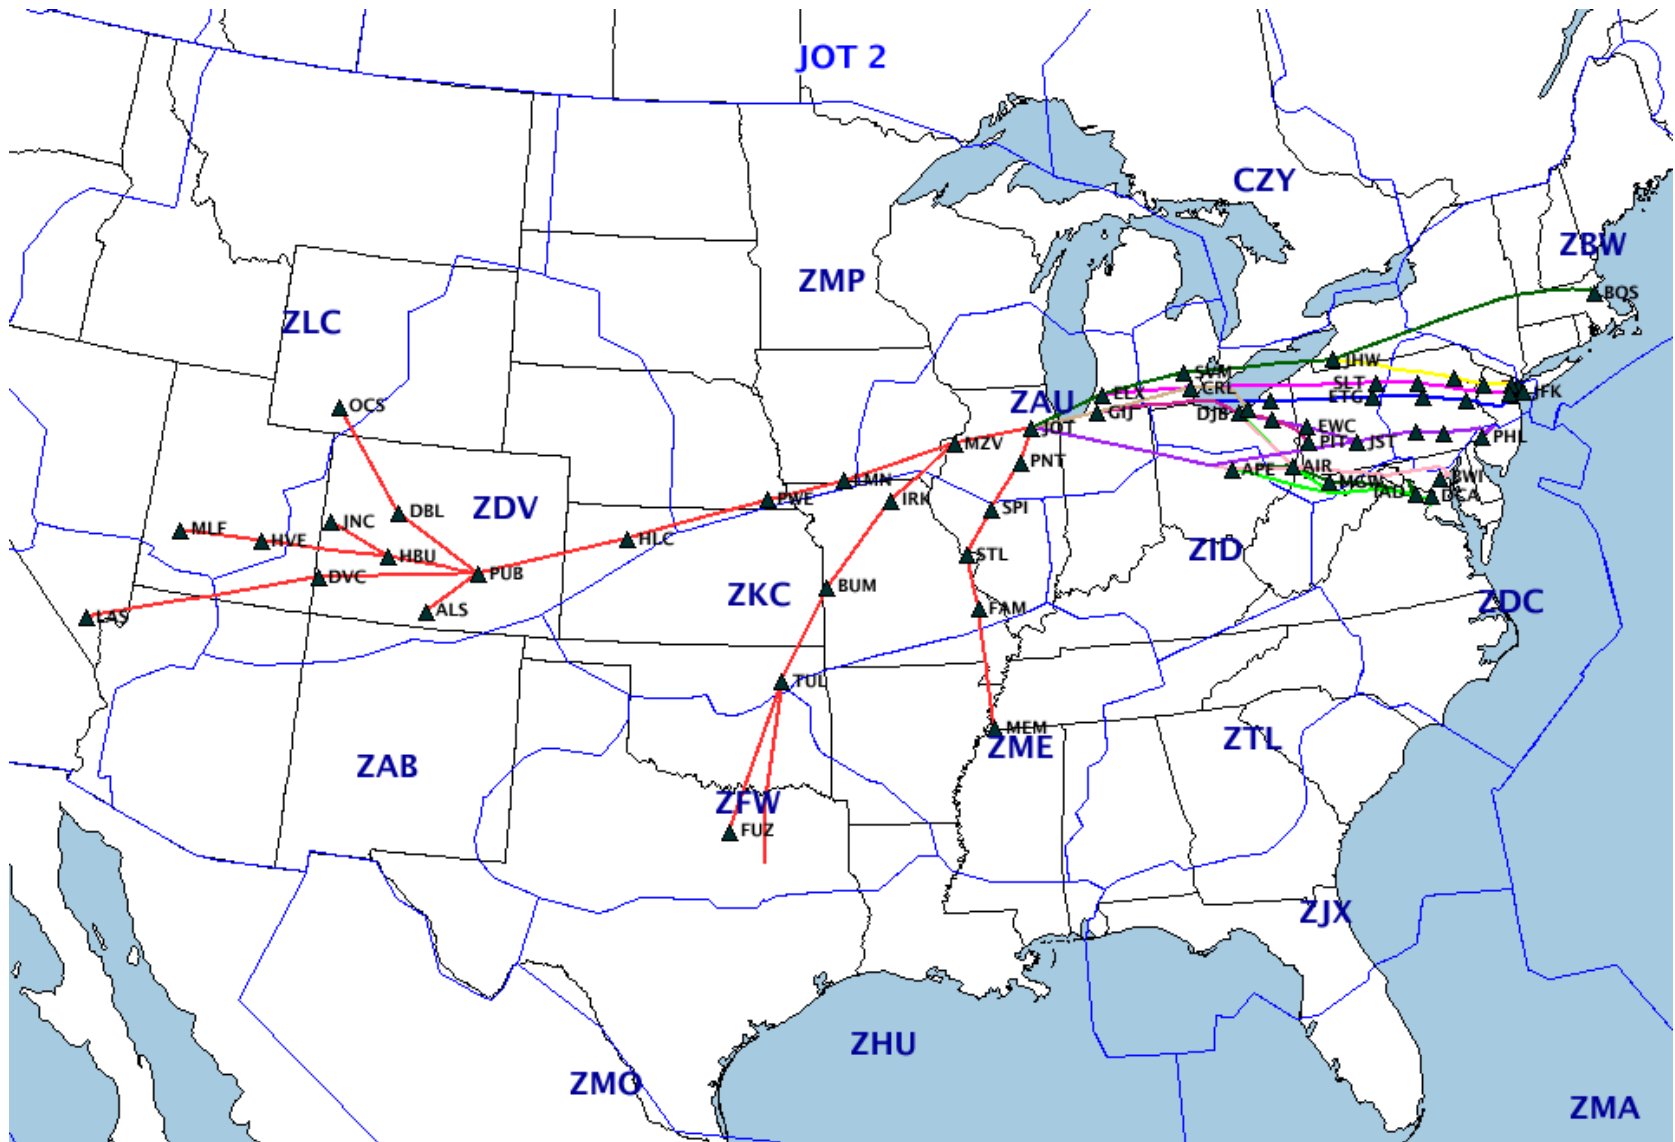 JOT 2
CZY
ZBW
ZMP
BOS
ZLC
JHW
SVM
SLT
CRL
ELX
JFK
ETG
ZAU
OCS
GIJ
DJB
EWC
JOT
PHL
MZV
PIT
JST
PNT
APE
AIR
BWI
LMN
MGW
IAD
DCA
PWE
IRK
ZDV
DBL
SPI
JNC
MLF
HVE
HLC
ZID
HBU
STL
DVC
PUB
BUM
ZKC
ZDC
ALS
FAM
LAS
TUL
MEM
ZME
ZTL
ZAB
ZFW
FUZ
ZJX
ZHU
ZMO
ZMA